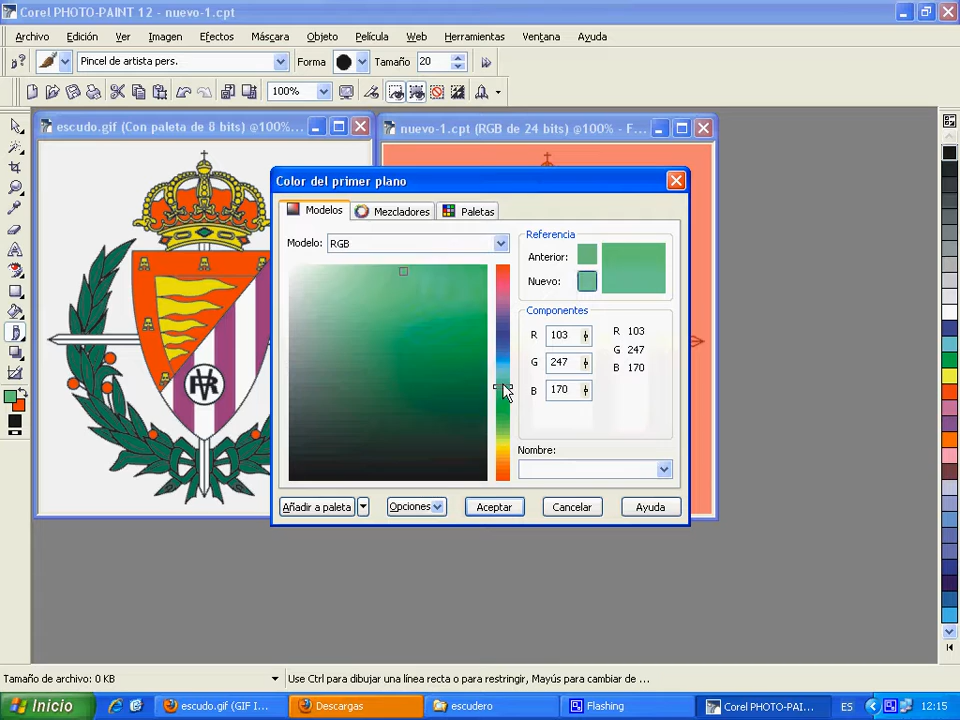 Corel PHOTO-PAINT 12 - nuevo-1.cpt
Archivo Edición Ver Imagen Efectos Máscara Objeto Película Web Herramientas Ventana Ayuda
Pincel de artista pers. Forma Tamaño 20
100%
escudo.gif (Con paleta de 8 bits) @100%...
nuevo-1.cpt (RGB de 24 bits) @100% - F...
Color del primer plano
Modelos Mezcladores Paletas
Modelo: RGB
Referencia
Anterior:
Nuevo:
Componentes
R 103 R 103
G 247 G 247
B 170 B 170
Nombre:
Añadir a paleta Opciones Aceptar Cancelar Ayuda
Tamaño de archivo: 0 KB Use Ctrl para dibujar una línea recta o para restringir, Mayús para cambiar de ...
Inicio escudo.gif (GIF I... Descargas escudero Flashing Corel PHOTO-PAI... ES 12:15